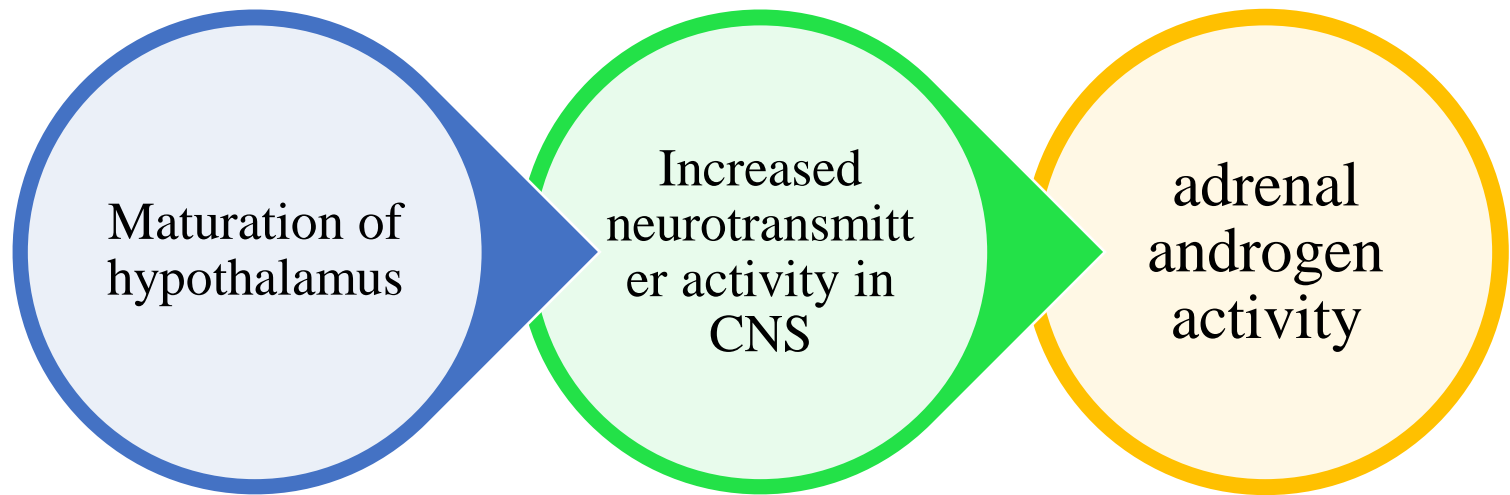 Maturation of
hypothalamus
Increased
neurotransmitt
er activity in
CNS
adrenal
androgen
activity